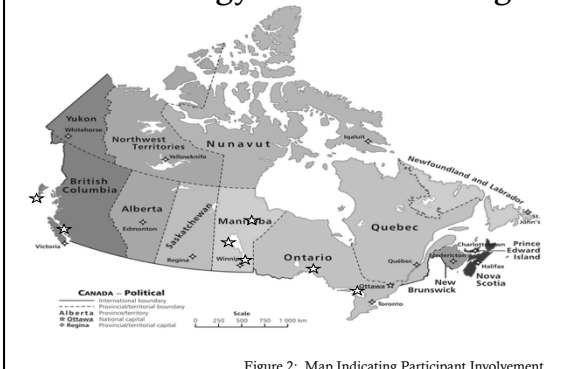 Yukon
Whitehorse
Northwest
Territories
Yellowknife
Nunavut
Iqaluit
British
Columbia
Victoria
Alberta
Edmonton
Saskatchewan
Regina
Manitoba
Winnipeg
Ontario
Ottawa
Toronto
Quebec
Québec
Newfoundland and Labrador
St.
John's
Charlottetown
Prince
Edward
Island
Fredericton
Halifax
Nova
Scotia
New
Brunswick
CANADA – Political
International boundary
Provincial/territorial boundary
Alberta Province/territory
Ottawa National capital
Regina Provincial/territorial capital
Scale
0 250 500 750 1 000 km
Figure 2: Map Indicating Participant Involvement